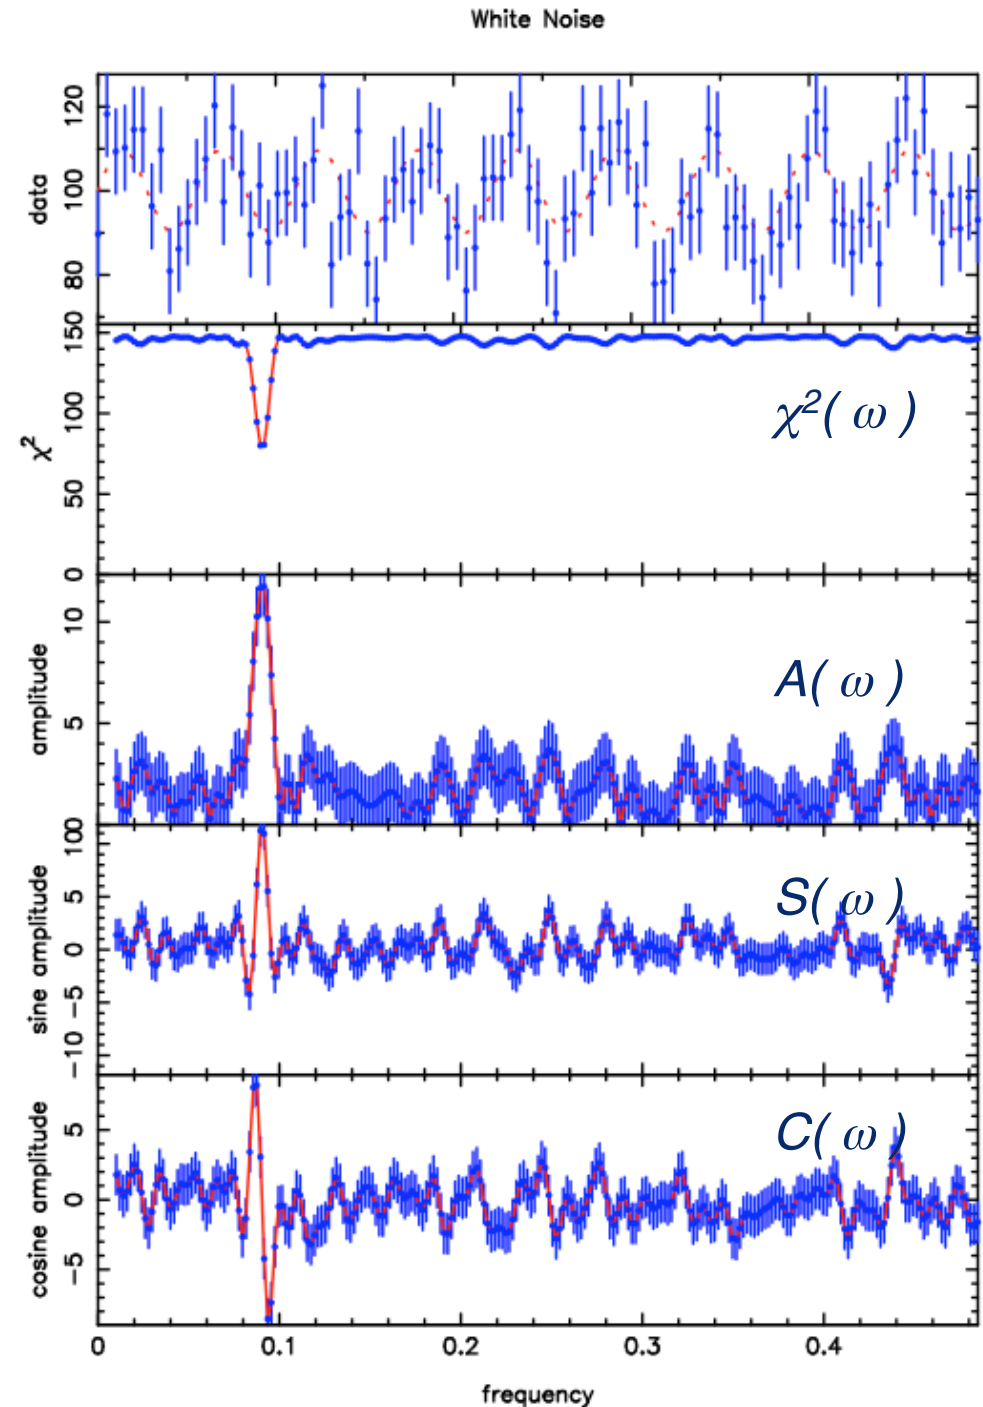 White Noise
data
120
100
80
χ²
150
100
50
0
χ²( ω )
amplitude
10
5
0
A( ω )
sine amplitude
10
5
0
−5
−10
S( ω )
cosine amplitude
5
0
−5
C( ω )
0
0.1
0.2
0.3
0.4
frequency